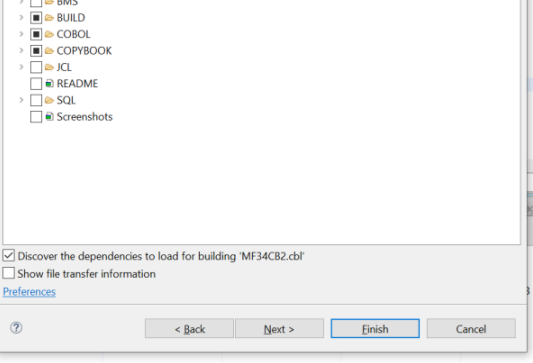 BMS
BUILD
COBOL
COPYBOOK
JCL
README
SQL
Screenshots
Discover the dependencies to load for building 'MF34CB2.cbl'
Show file transfer information
Preferences
< Back Next > Finish Cancel